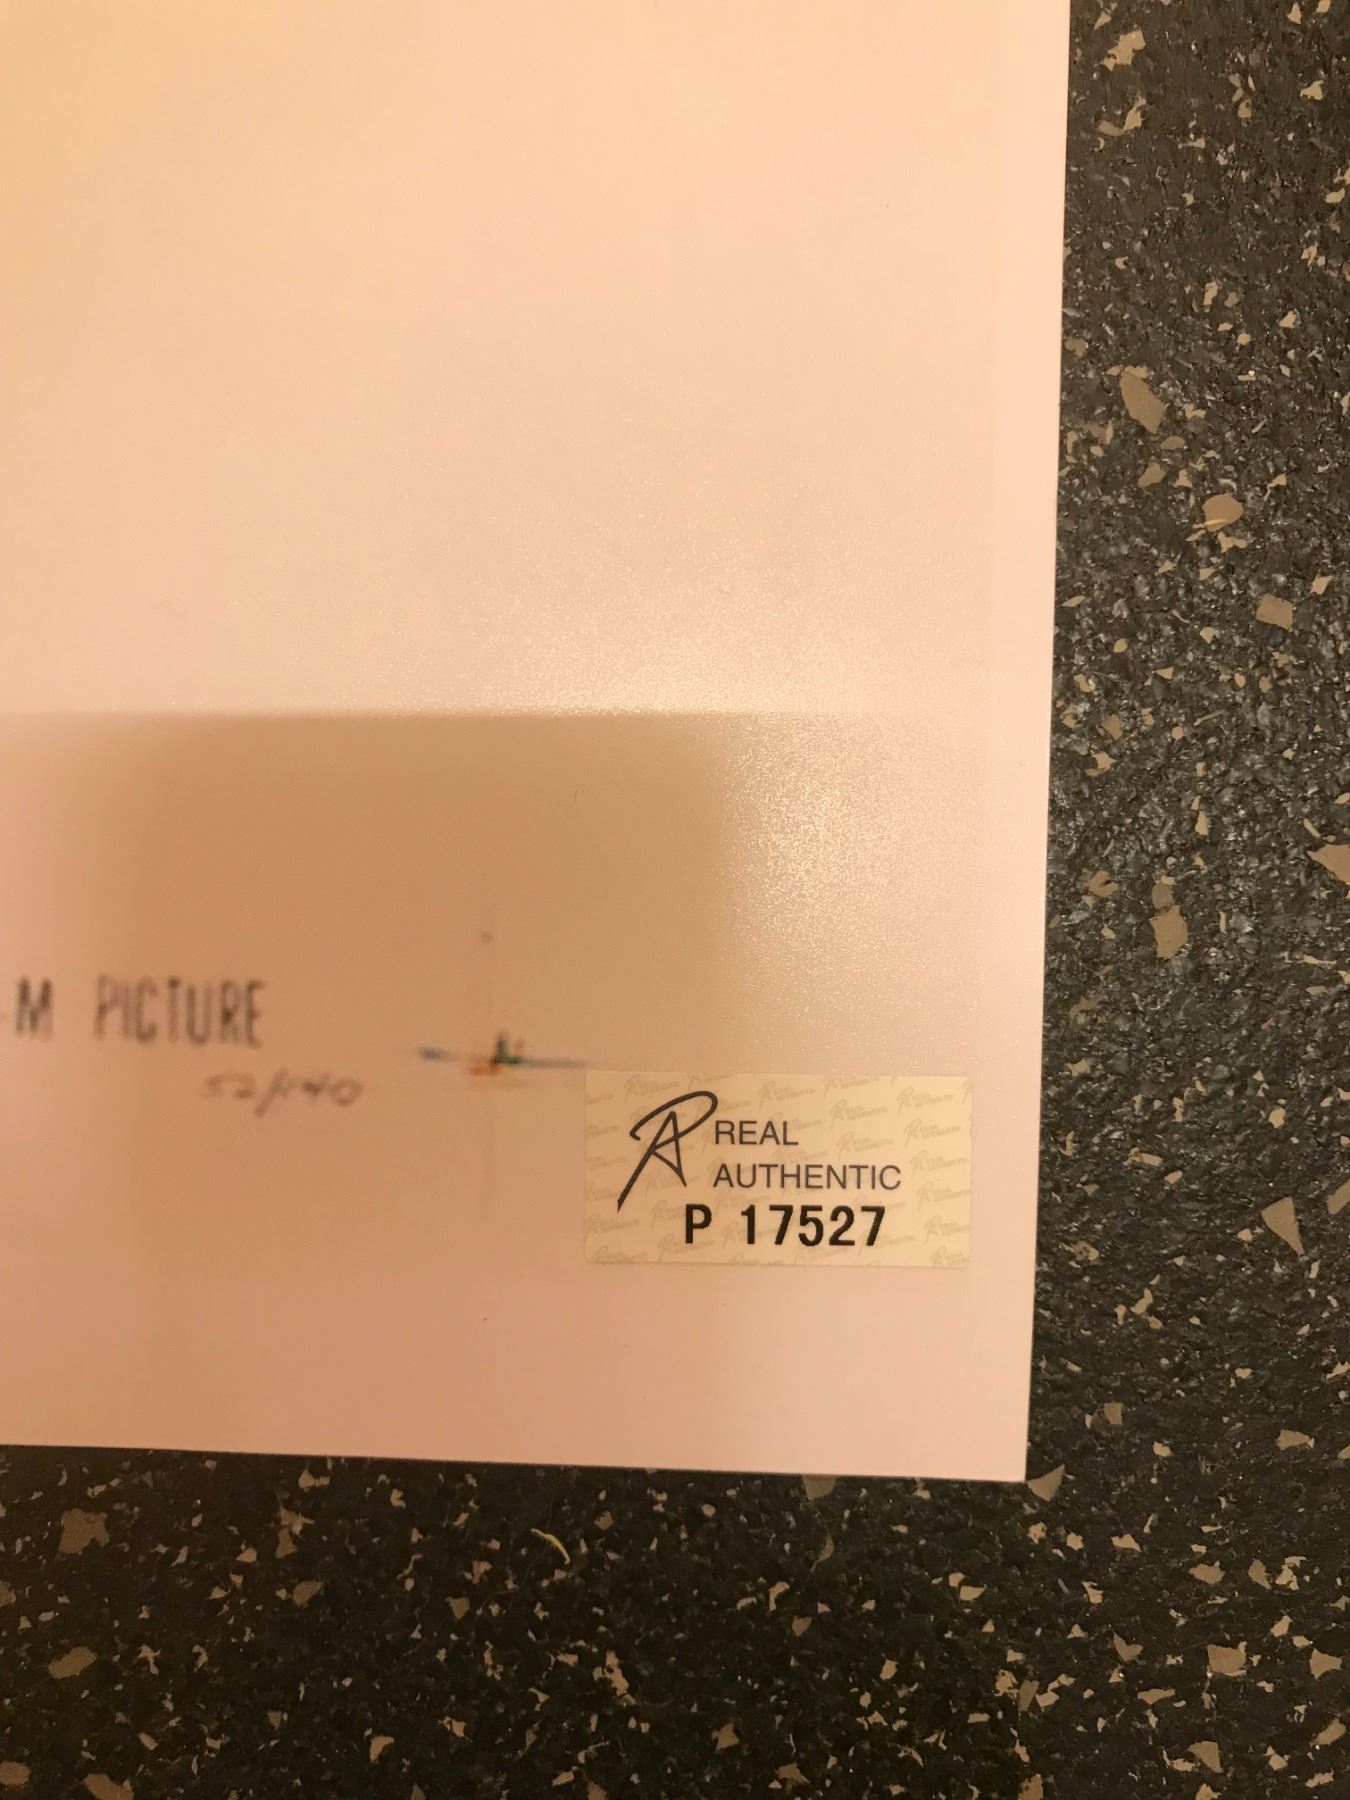 M PICTURE
52/140
REAL
AUTHENTIC
P 17527